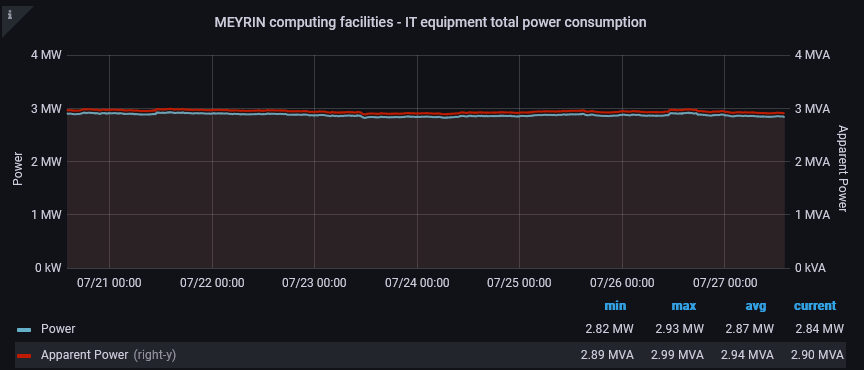 i
MEYRIN computing facilities - IT equipment total power consumption
4 MW
4 MVA
3 MW
3 MVA
2 MW
2 MVA
1 MW
1 MVA
0 kW
0 kVA
Power
Apparent Power
07/21 00:00 07/22 00:00 07/23 00:00 07/24 00:00 07/25 00:00 07/26 00:00 07/27 00:00
min max avg current
Power 2.82 MW 2.93 MW 2.87 MW 2.84 MW
Apparent Power (right-y) 2.89 MVA 2.99 MVA 2.94 MVA 2.90 MVA